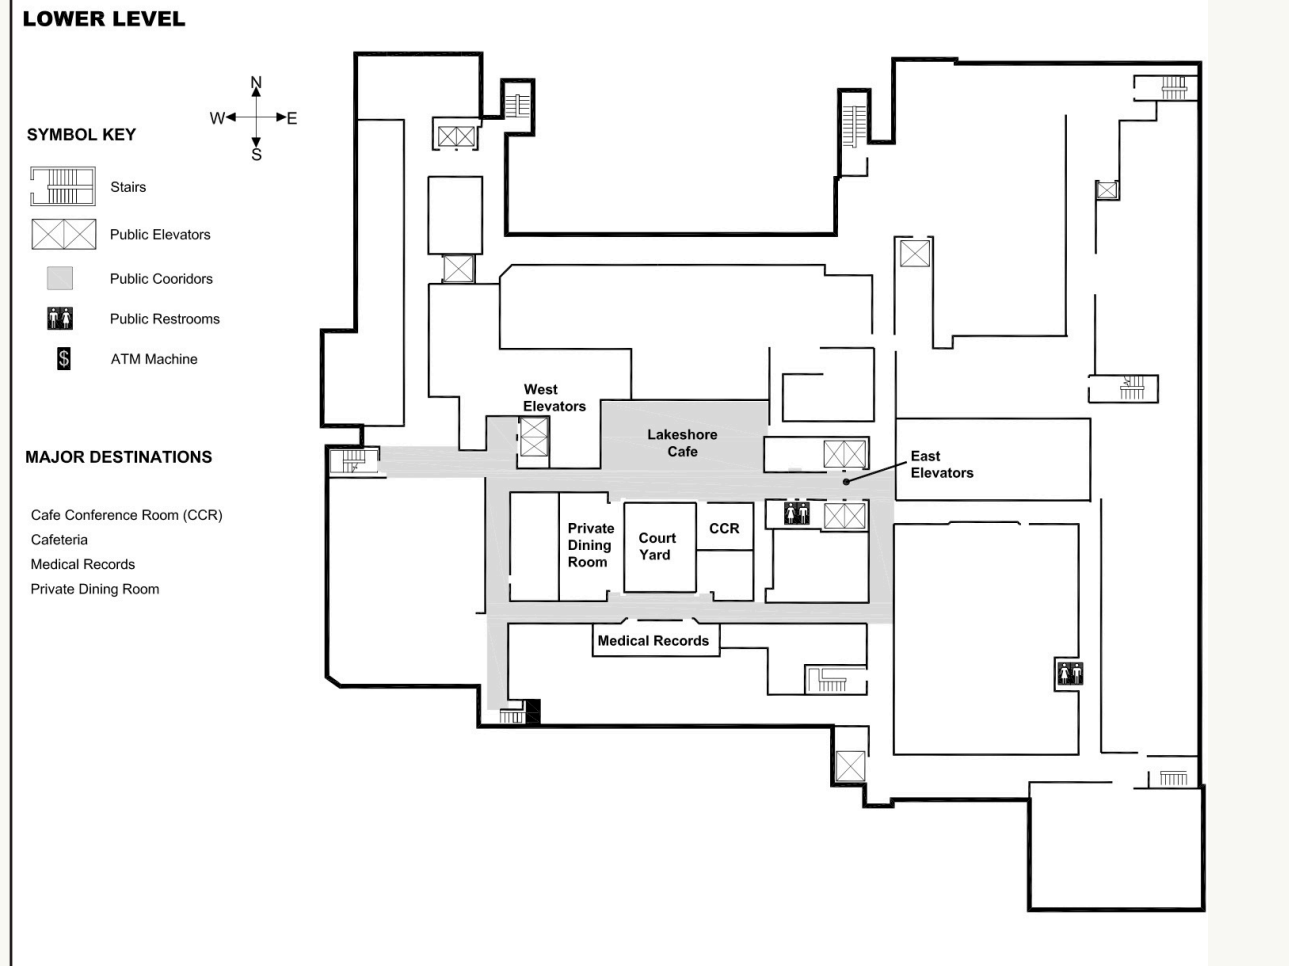 LOWER LEVEL
N
W
E
S
SYMBOL KEY
Stairs
Public Elevators
Public Cooridors
Public Restrooms
$
ATM Machine
MAJOR DESTINATIONS
Cafe Conference Room (CCR)
Cafeteria
Medical Records
Private Dining Room
West
Elevators
Lakeshore
Cafe
East
Elevators
Private
Dining
Room
Court
Yard
CCR
Medical Records